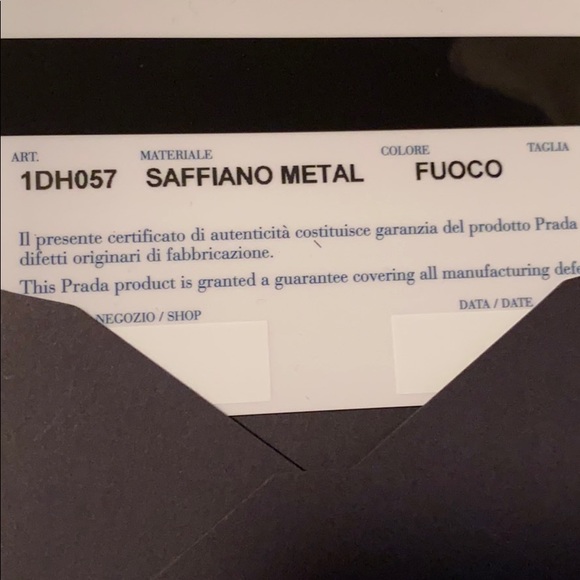 ART. MATERIALE COLORE TAGLIA
1DH057 SAFFIANO METAL FUOCO
Il presente certificato di autenticità costituisce garanzia del prodotto Prada
difetti originari di fabbricazione.
This Prada product is granted a guarantee covering all manufacturing
NEGOZIO / SHOP DATA / DATE